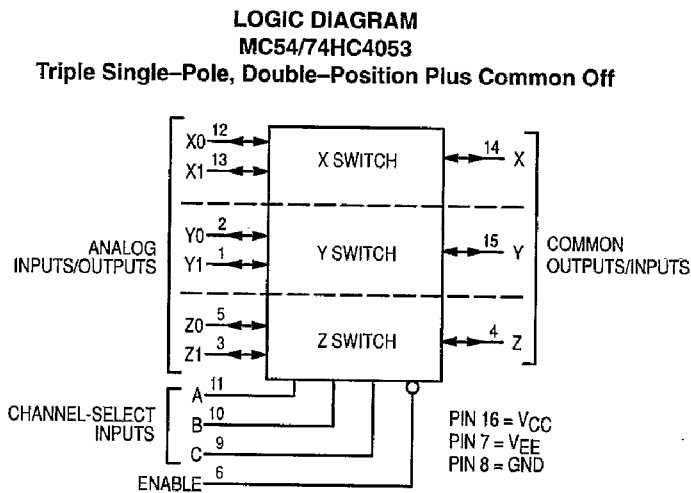 LOGIC DIAGRAM
MC54/74HC4053
Triple Single–Pole, Double–Position Plus Common Off
X0 12
X1 13
X SWITCH
14 X
Y0 2
Y1 1
Y SWITCH
15 Y
ANALOG
INPUTS/OUTPUTS
COMMON
OUTPUTS/INPUTS
Z0 5
Z1 3
Z SWITCH
4 Z
CHANNEL-SELECT
INPUTS
A 11
B 10
C 9
ENABLE 6
PIN 16 = VCC
PIN 7 = VEE
PIN 8 = GND